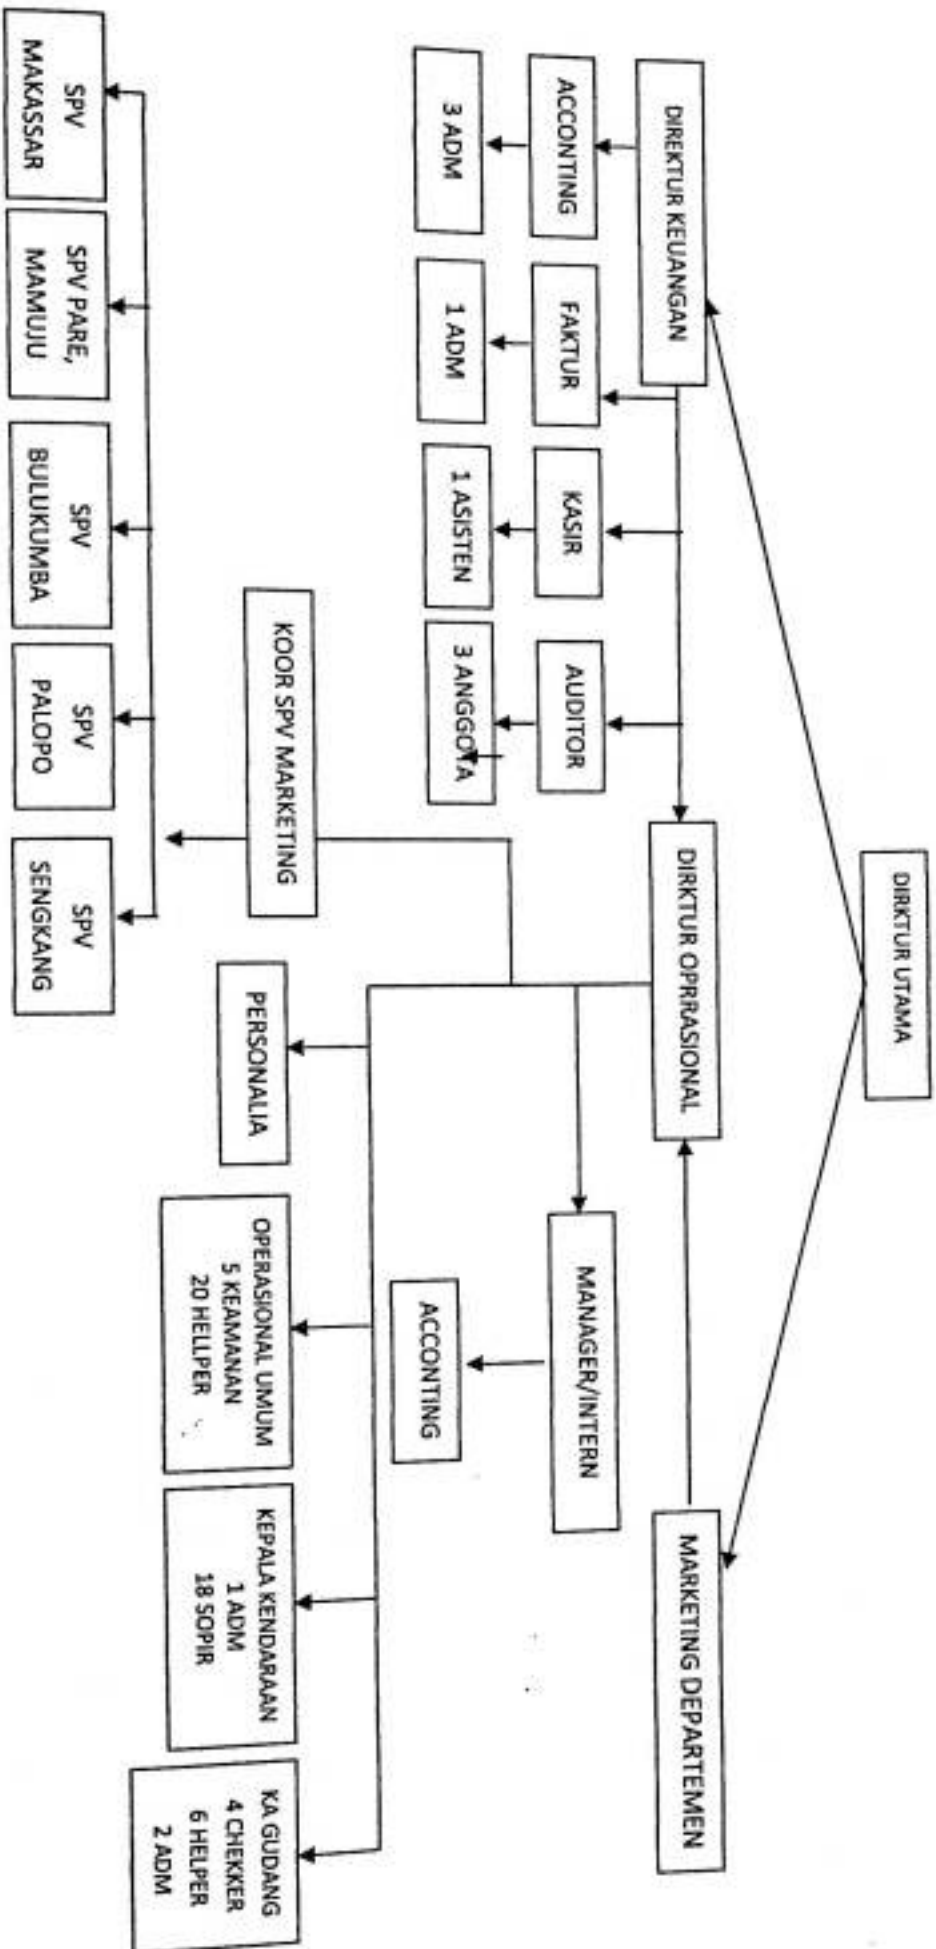 DIRKTUR UTAMA
DIREKTUR KEUANGAN
DIRKTUR OPRRASIONAL
MARKETING DEPARTEMEN
ACCONTING
FAKTUR
KASIR
AUDITOR
MANAGER/INTERN
3 ADM
1 ADM
1 ASISTEN
3 ANGGOTA
ACCONTING
KOOR SPV MARKETING
PERSONALIA
OPERASIONAL UMUM
5 KEAMANAN
20 HELLPER
KEPALA KENDARAAN
1 ADM
18 SOPIR
KA GUDANG
4 CHEKKER
6 HELPER
2 ADM
SPV
MAKASSAR
SPV PARE,
MAMUJU
SPV
BULUKUMBA
SPV
PALOPO
SPV
SENGKANG